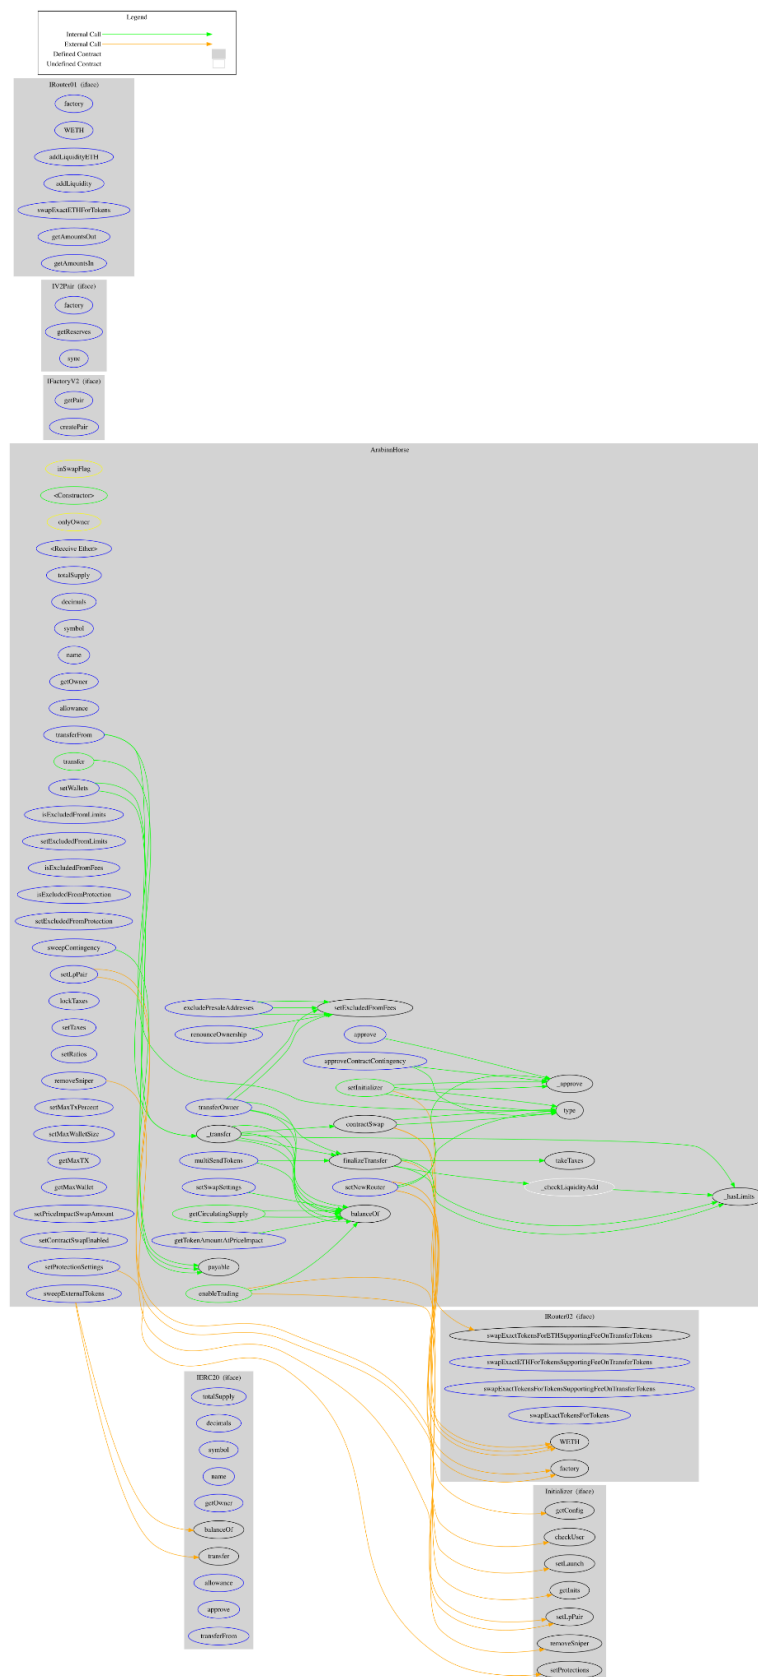 Legend
Internal Call
External Call
Defined Contract
Undefined Contract
IRouter01 (iface)
factory
WETH
addLiquidityETH
addLiquidity
swapExactETHForTokens
getAmountsOut
getAmountsIn
IV2Pair (iface)
factory
getReserves
sync
IFactoryV2 (iface)
getPair
createPair
inSwapFlag
<Constructor>
onlyOwner
<Receive Ether>
totalSupply
decimals
symbol
name
getOwner
allowance
transferFrom
transfer
setWallets
isExcludedFromLimits
setExcludedFromLimits
isExcludedFromFees
isExcludedFromProtection
setExcludedFromProtection
sweepContingency
setLpPair
lockTaxes
setTaxes
setRatios
removeSniper
setMaxTxPercent
setMaxWalletSize
getMaxTX
getMaxWallet
setPriceImpactSwapAmount
setContractSwapEnabled
setProtectionSettings
sweepExternalTokens
excludePresaleAddresses
renounceOwnership
transferOwner
_transfer
multiSendTokens
setSwapSettings
getCirculatingSupply
getTokenAmountAtPriceImpact
payable
enableTrading
setExcludedFromFees
approve
approveContractContingency
setInitializer
contractSwap
finalizeTransfer
setNewRouter
balanceOf
_approve
type
takeTaxes
_checkLiquidityAdd
_hasLimits
IRouter02 (iface)
swapExactTokensForETHSupportingFeeOnTransferTokens
swapExactETHForTokensSupportingFeeOnTransferTokens
swapExactTokensForTokensSupportingFeeOnTransferTokens
swapExactTokensForTokens
WETH
factory
IERC20 (iface)
totalSupply
decimals
symbol
name
getOwner
balanceOf
transfer
allowance
approve
transferFrom
Initializer (iface)
getConfig
checkUser
setLaunch
getInits
setLpPair
removeSniper
setProtections